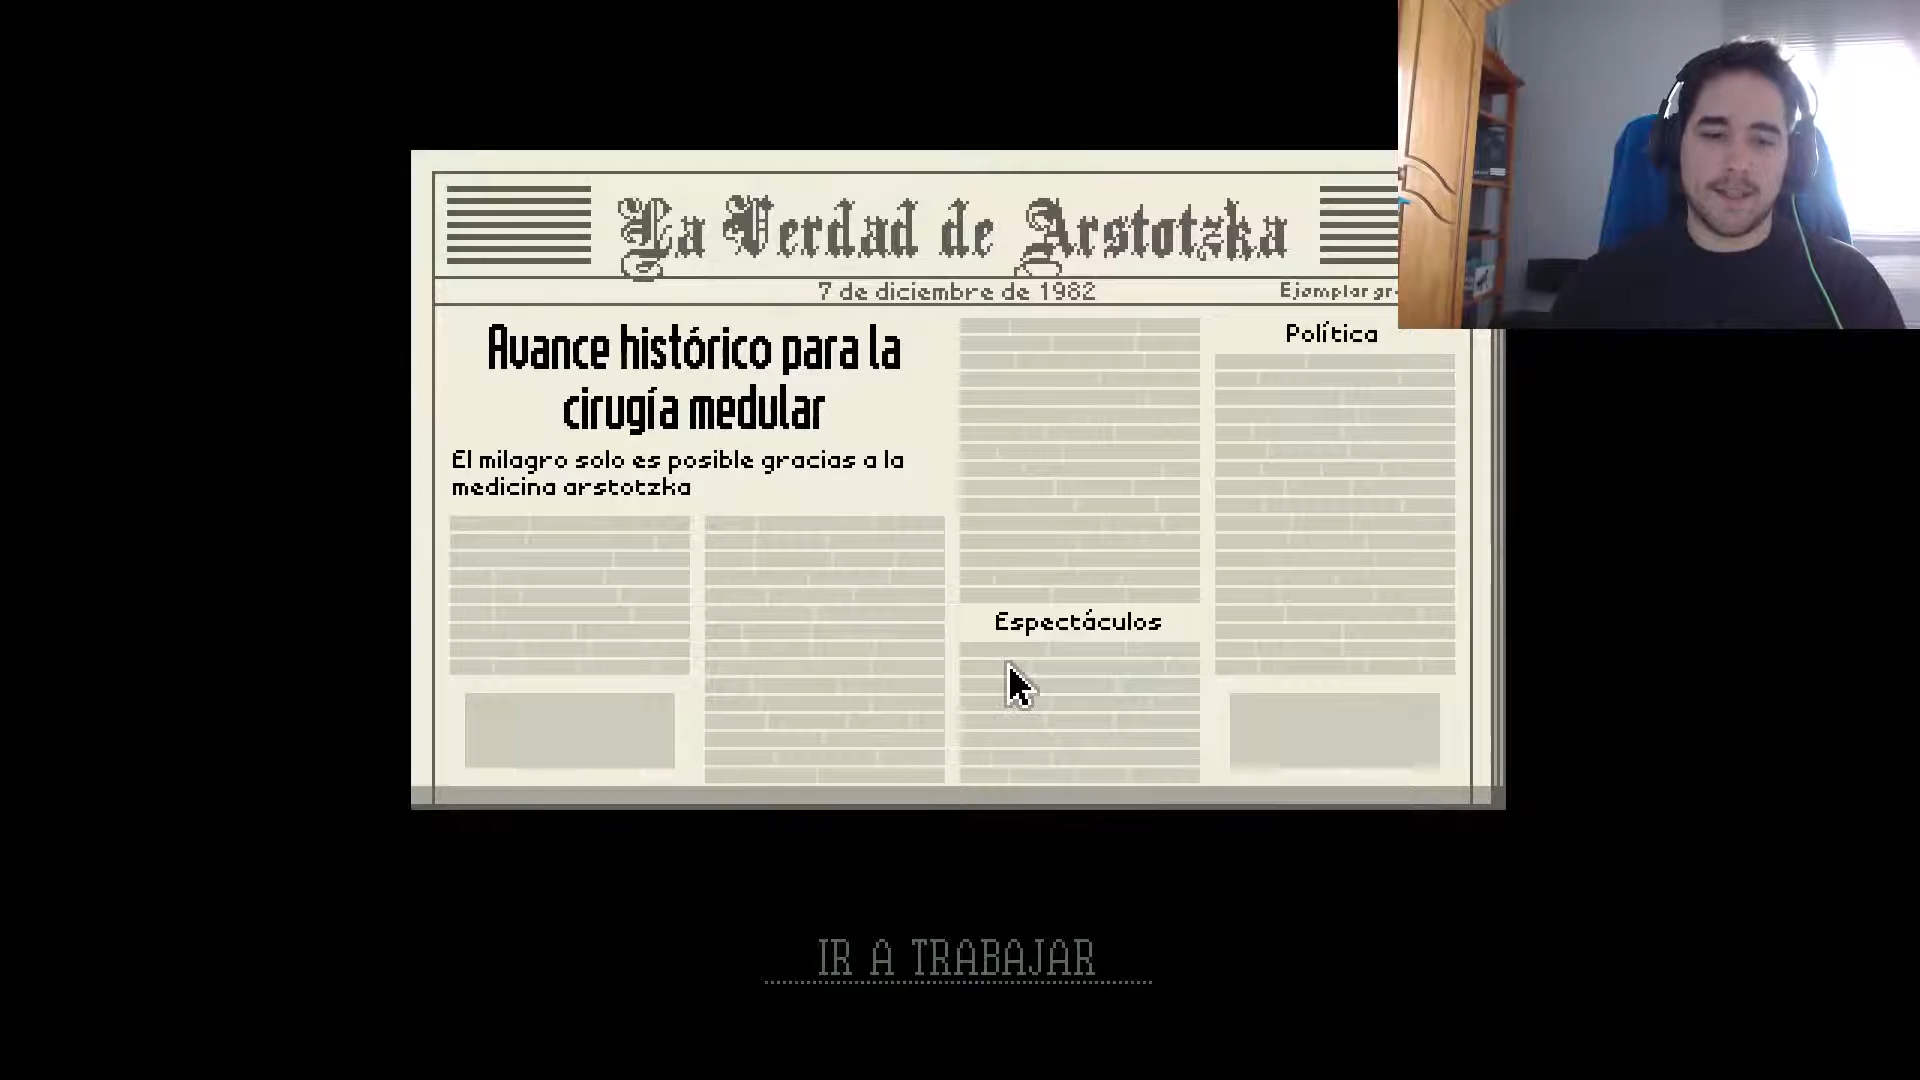 La Verdad de Arstotzka
7 de diciembre de 1982
Ejemplar
Avance histórico para la
cirugía medular
El milagro solo es posible gracias a la
medicina arstotzka
Política
Espectáculos
IR A TRABAJAR